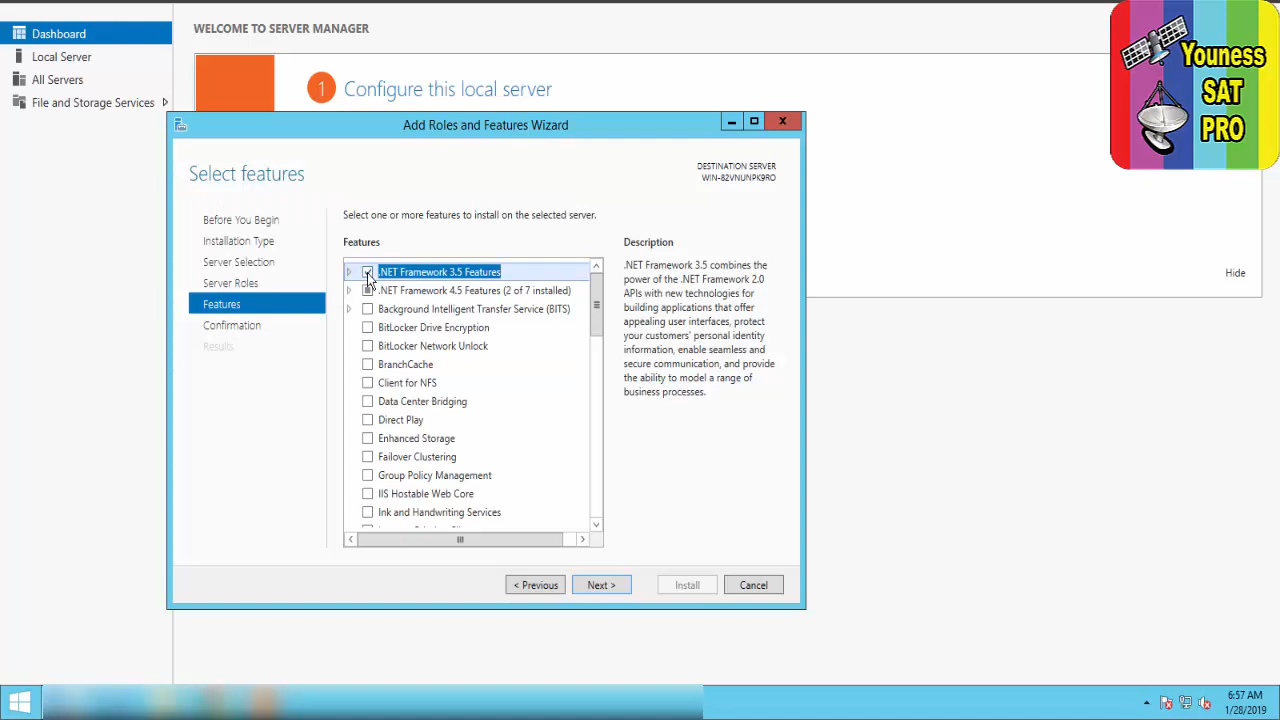 Dashboard
Local Server
All Servers
File and Storage Services
WELCOME TO SERVER MANAGER
1 Configure this local server
Youness
SAT
PRO
Hide
Add Roles and Features Wizard
Select features
DESTINATION SERVER
WIN-82VNUNPK9RO
Before You Begin
Installation Type
Server Selection
Server Roles
Features
Confirmation
Results
Select one or more features to install on the selected server.
Features
.NET Framework 3.5 Features
.NET Framework 4.5 Features (2 of 7 installed)
Background Intelligent Transfer Service (BITS)
BitLocker Drive Encryption
BitLocker Network Unlock
BranchCache
Client for NFS
Data Center Bridging
Direct Play
Enhanced Storage
Failover Clustering
Group Policy Management
IIS Hostable Web Core
Ink and Handwriting Services
Description
.NET Framework 3.5 combines the
power of the .NET Framework 2.0
APIs with new technologies for
building applications that offer
appealing user interfaces, protect
your customers' personal identity
information, enable seamless and
secure communication, and provide
the ability to model a range of
business processes.
< Previous
Next >
Install
Cancel
6:57 AM
1/28/2019